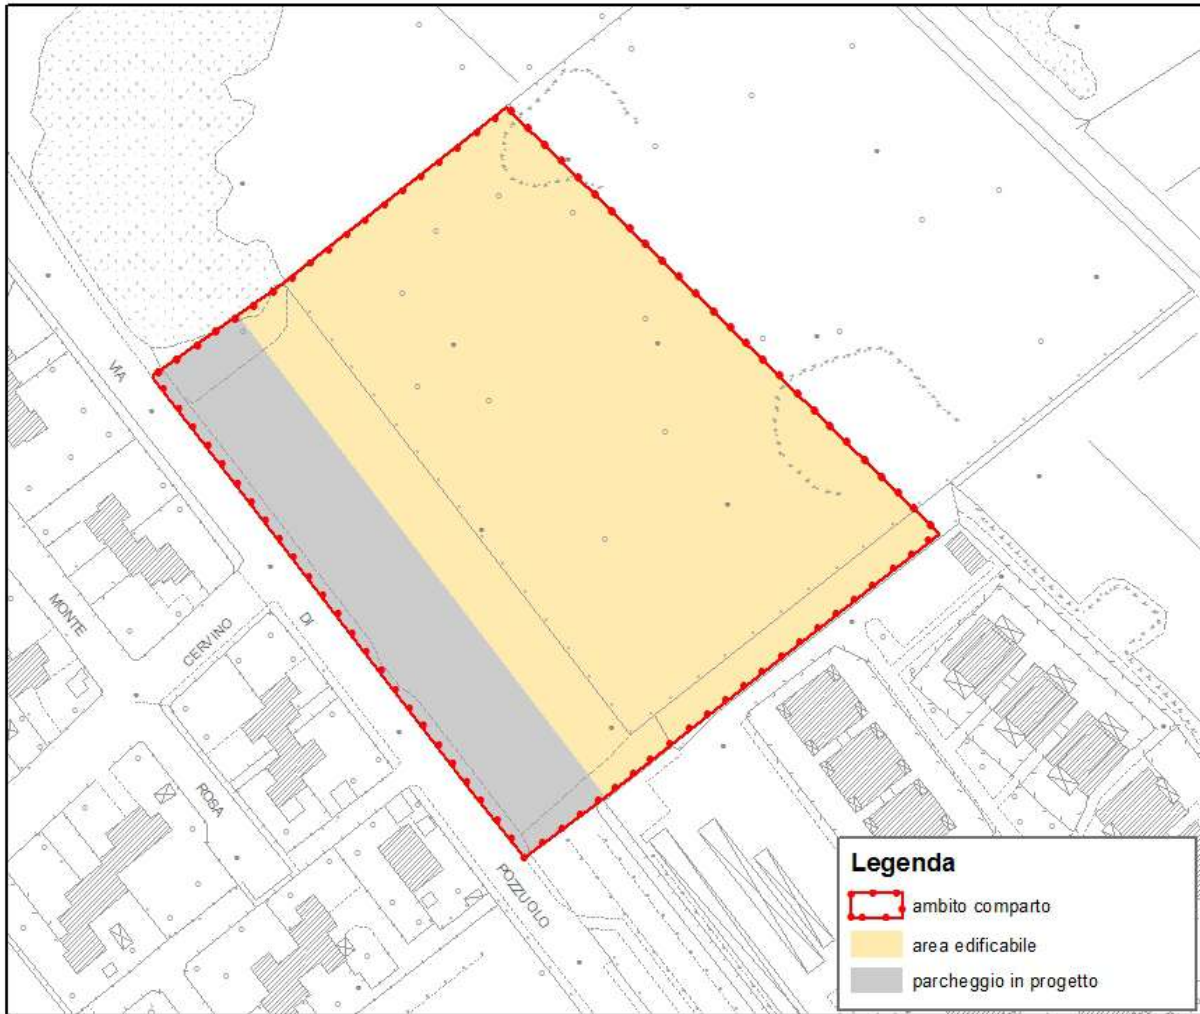 VIA
MONTE
CERVINO
DI
ROSA
POZZUOLO
Legenda
ambito comparto
area edificabile
parcheggio in progetto